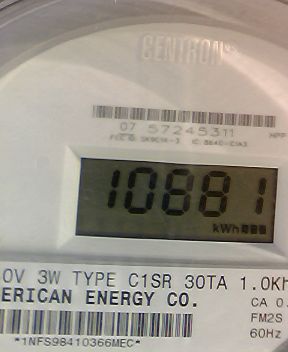 CENTRON
07 57245311
10881
kWh
0V 3W TYPE C1SR 30TA 1.0Kh
ERICAN ENERGY CO.
CA 0.
FM2S
60Hz
*1NFS98410366MEC*